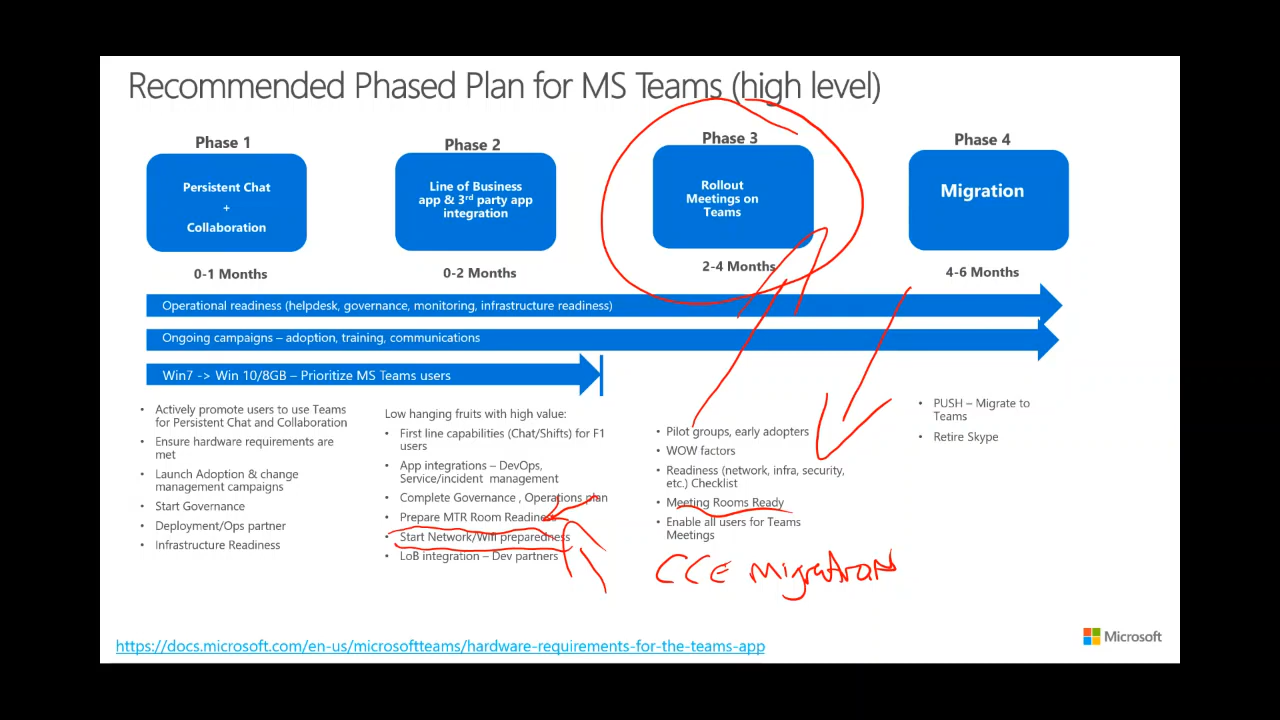 Recommended Phased Plan for MS Teams (high level)
Phase 1
Persistent Chat
+
Collaboration
0-1 Months
Phase 2
Line of Business
app & 3rd party app
integration
0-2 Months
Phase 3
Rollout
Meetings on
Teams
2-4 Months
Phase 4
Migration
4-6 Months
Operational readiness (helpdesk, governance, monitoring, infrastructure readiness)
Ongoing campaigns – adoption, training, communications
Win7 -> Win 10/8GB – Prioritize MS Teams users
• Actively promote users to use Teams
for Persistent Chat and Collaboration
• Ensure hardware requirements are
met
• Launch Adoption & change
management campaigns
• Start Governance
• Deployment/Ops partner
• Infrastructure Readiness
Low hanging fruits with high value:
• First line capabilities (Chat/Shifts) for F1
users
• App integrations – DevOps,
Service/incident management
• Complete Governance , Operations plan
• Prepare MTR Room Readiness
• Start Network/Wifi preparedness
• LoB integration – Dev partners
• Pilot groups, early adopters
• WOW factors
• Readiness (network, infra, security,
etc.) Checklist
• Meeting Rooms Ready
• Enable all users for Teams
Meetings
CCE Migration
• PUSH – Migrate to
Teams
• Retire Skype
https://docs.microsoft.com/en-us/microsoftteams/hardware-requirements-for-the-teams-app
Microsoft